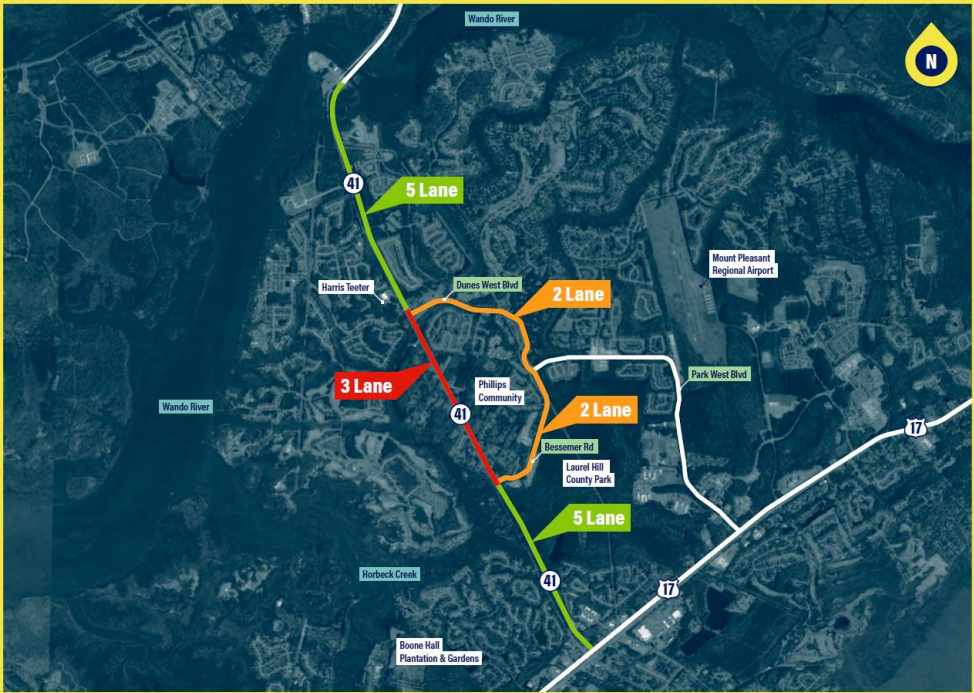 Wando River
N
41
5 Lane
Mount Pleasant
Regional Airport
Harris Teeter
Dunes West Blvd
2 Lane
3 Lane
Phillips
Community
Park West Blvd
Wando River
41
2 Lane
17
Bessemer Rd
Laurel Hill
County Park
5 Lane
Horbeck Creek
41
17
Boone Hall
Plantation & Gardens